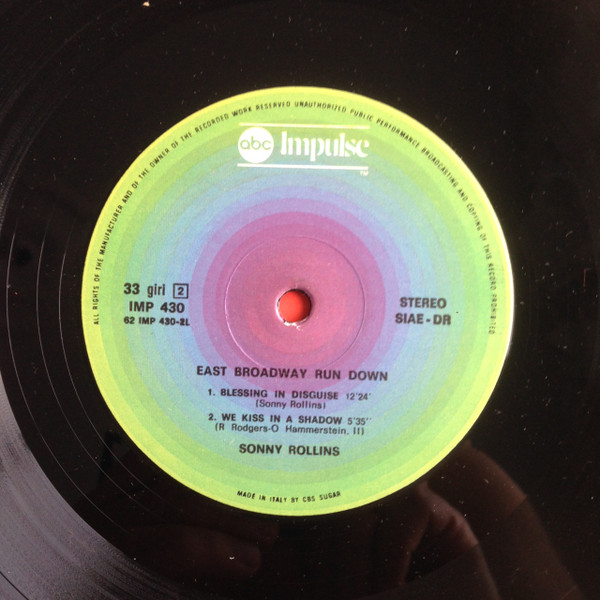 ALL RIGHTS OF THE MANUFACTURER AND OF THE OWNER OF THE RECORDED WORK RESERVED UNAUTHORIZED PUBLIC PERFORMANCE BROADCASTING AND COPYING OF THIS RECORD PROHIBITED
abc Impulse
TM
33 giri 2
IMP 430
62 IMP 430-2L
STEREO
SIAE-DR
EAST BROADWAY RUN DOWN
1. BLESSING IN DISGUISE 12'24'
(Sonny Rollins)
2. WE KISS IN A SHADOW 5'35''
(R Rodgers-O Hammerstein, II)
SONNY ROLLINS
MADE IN ITALY BY CBS SUGAR